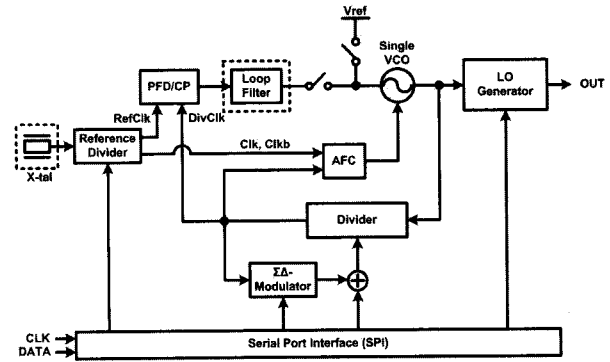 Vref
Single
VCO
PFD/CP
Loop
Filter
LO
Generator
OUT
RefClk
DivClk
Reference
Divider
X-tal
Clk, Clkb
AFC
Divider
ΣΔ-
Modulator
CLK
DATA
Serial Port Interface (SPI)